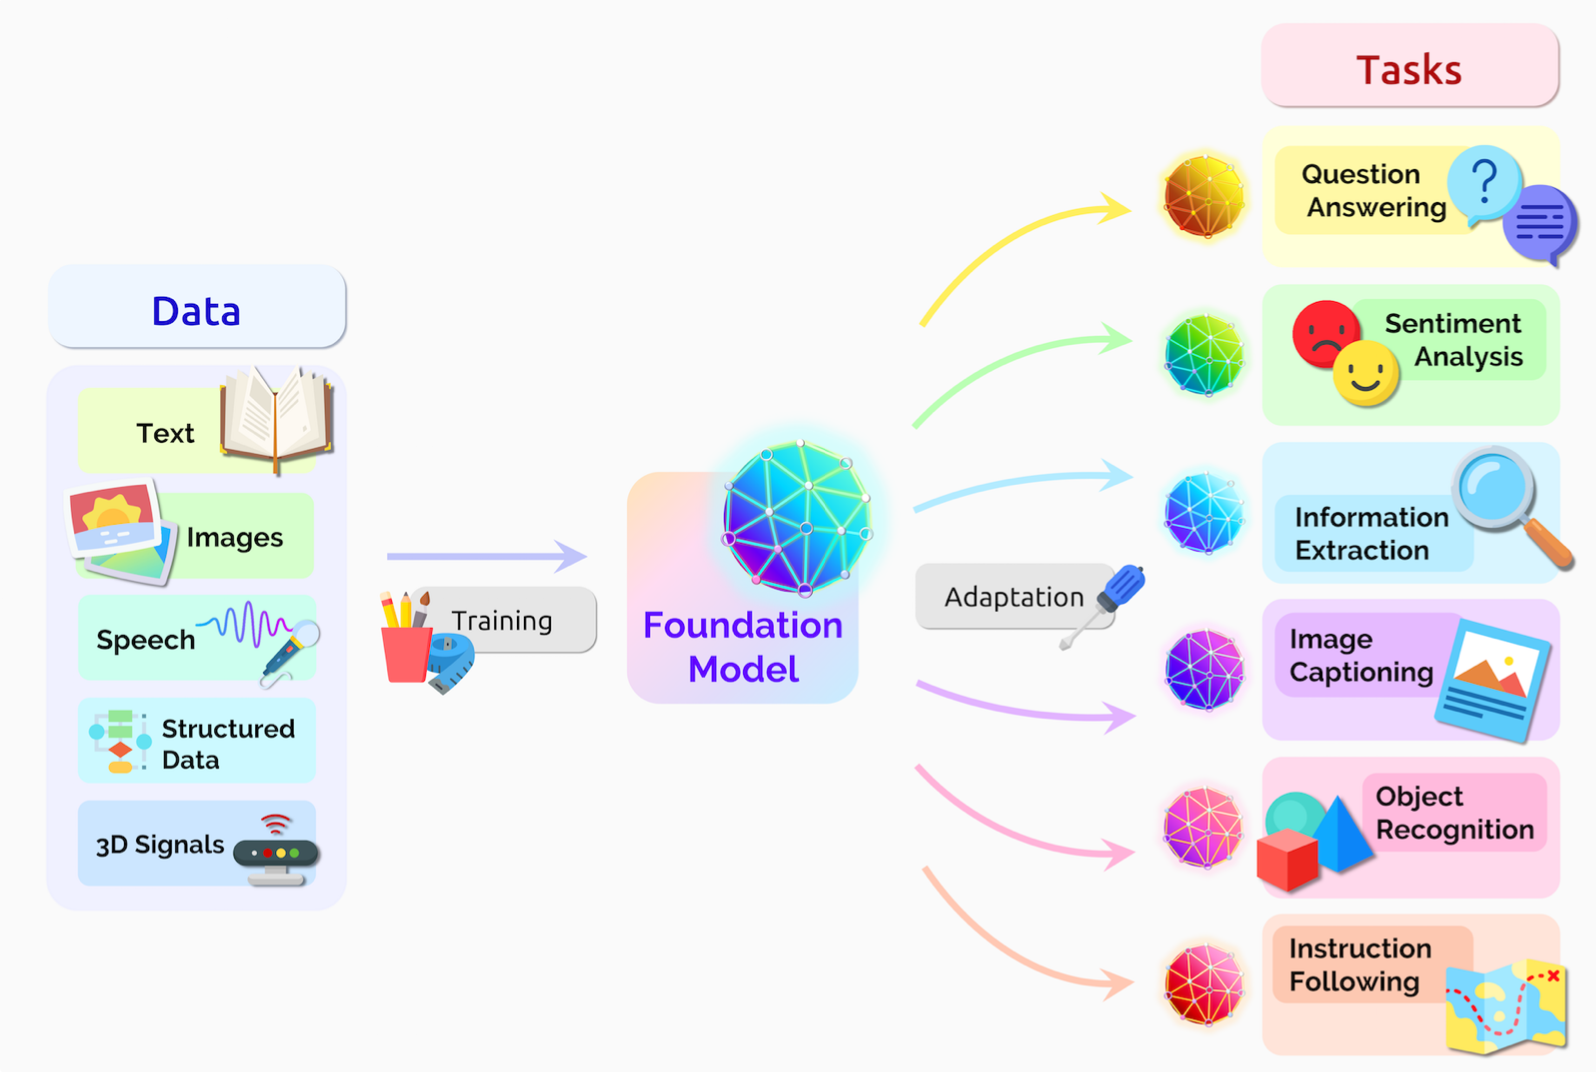 Data
Text
Images
Speech
Structured
Data
3D Signals
Training
Foundation
Model
Adaptation
Tasks
Question
Answering
?
Sentiment
Analysis
Information
Extraction
Image
Captioning
Object
Recognition
Instruction
Following